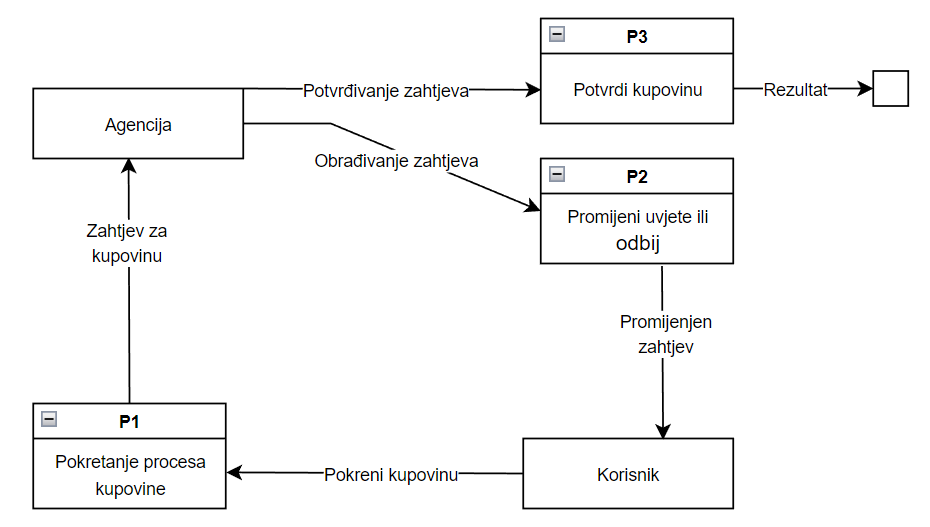 P3
Potvrdi kupovinu
Potvrđivanje zahtjeva
Rezultat
Agencija
Obrađivanje zahtjeva
P2
Promijeni uvjete ili
odbij
Zahtjev za
kupovinu
Promijenjen
zahtjev
P1
Pokretanje procesa
kupovine
Pokreni kupovinu
Korisnik